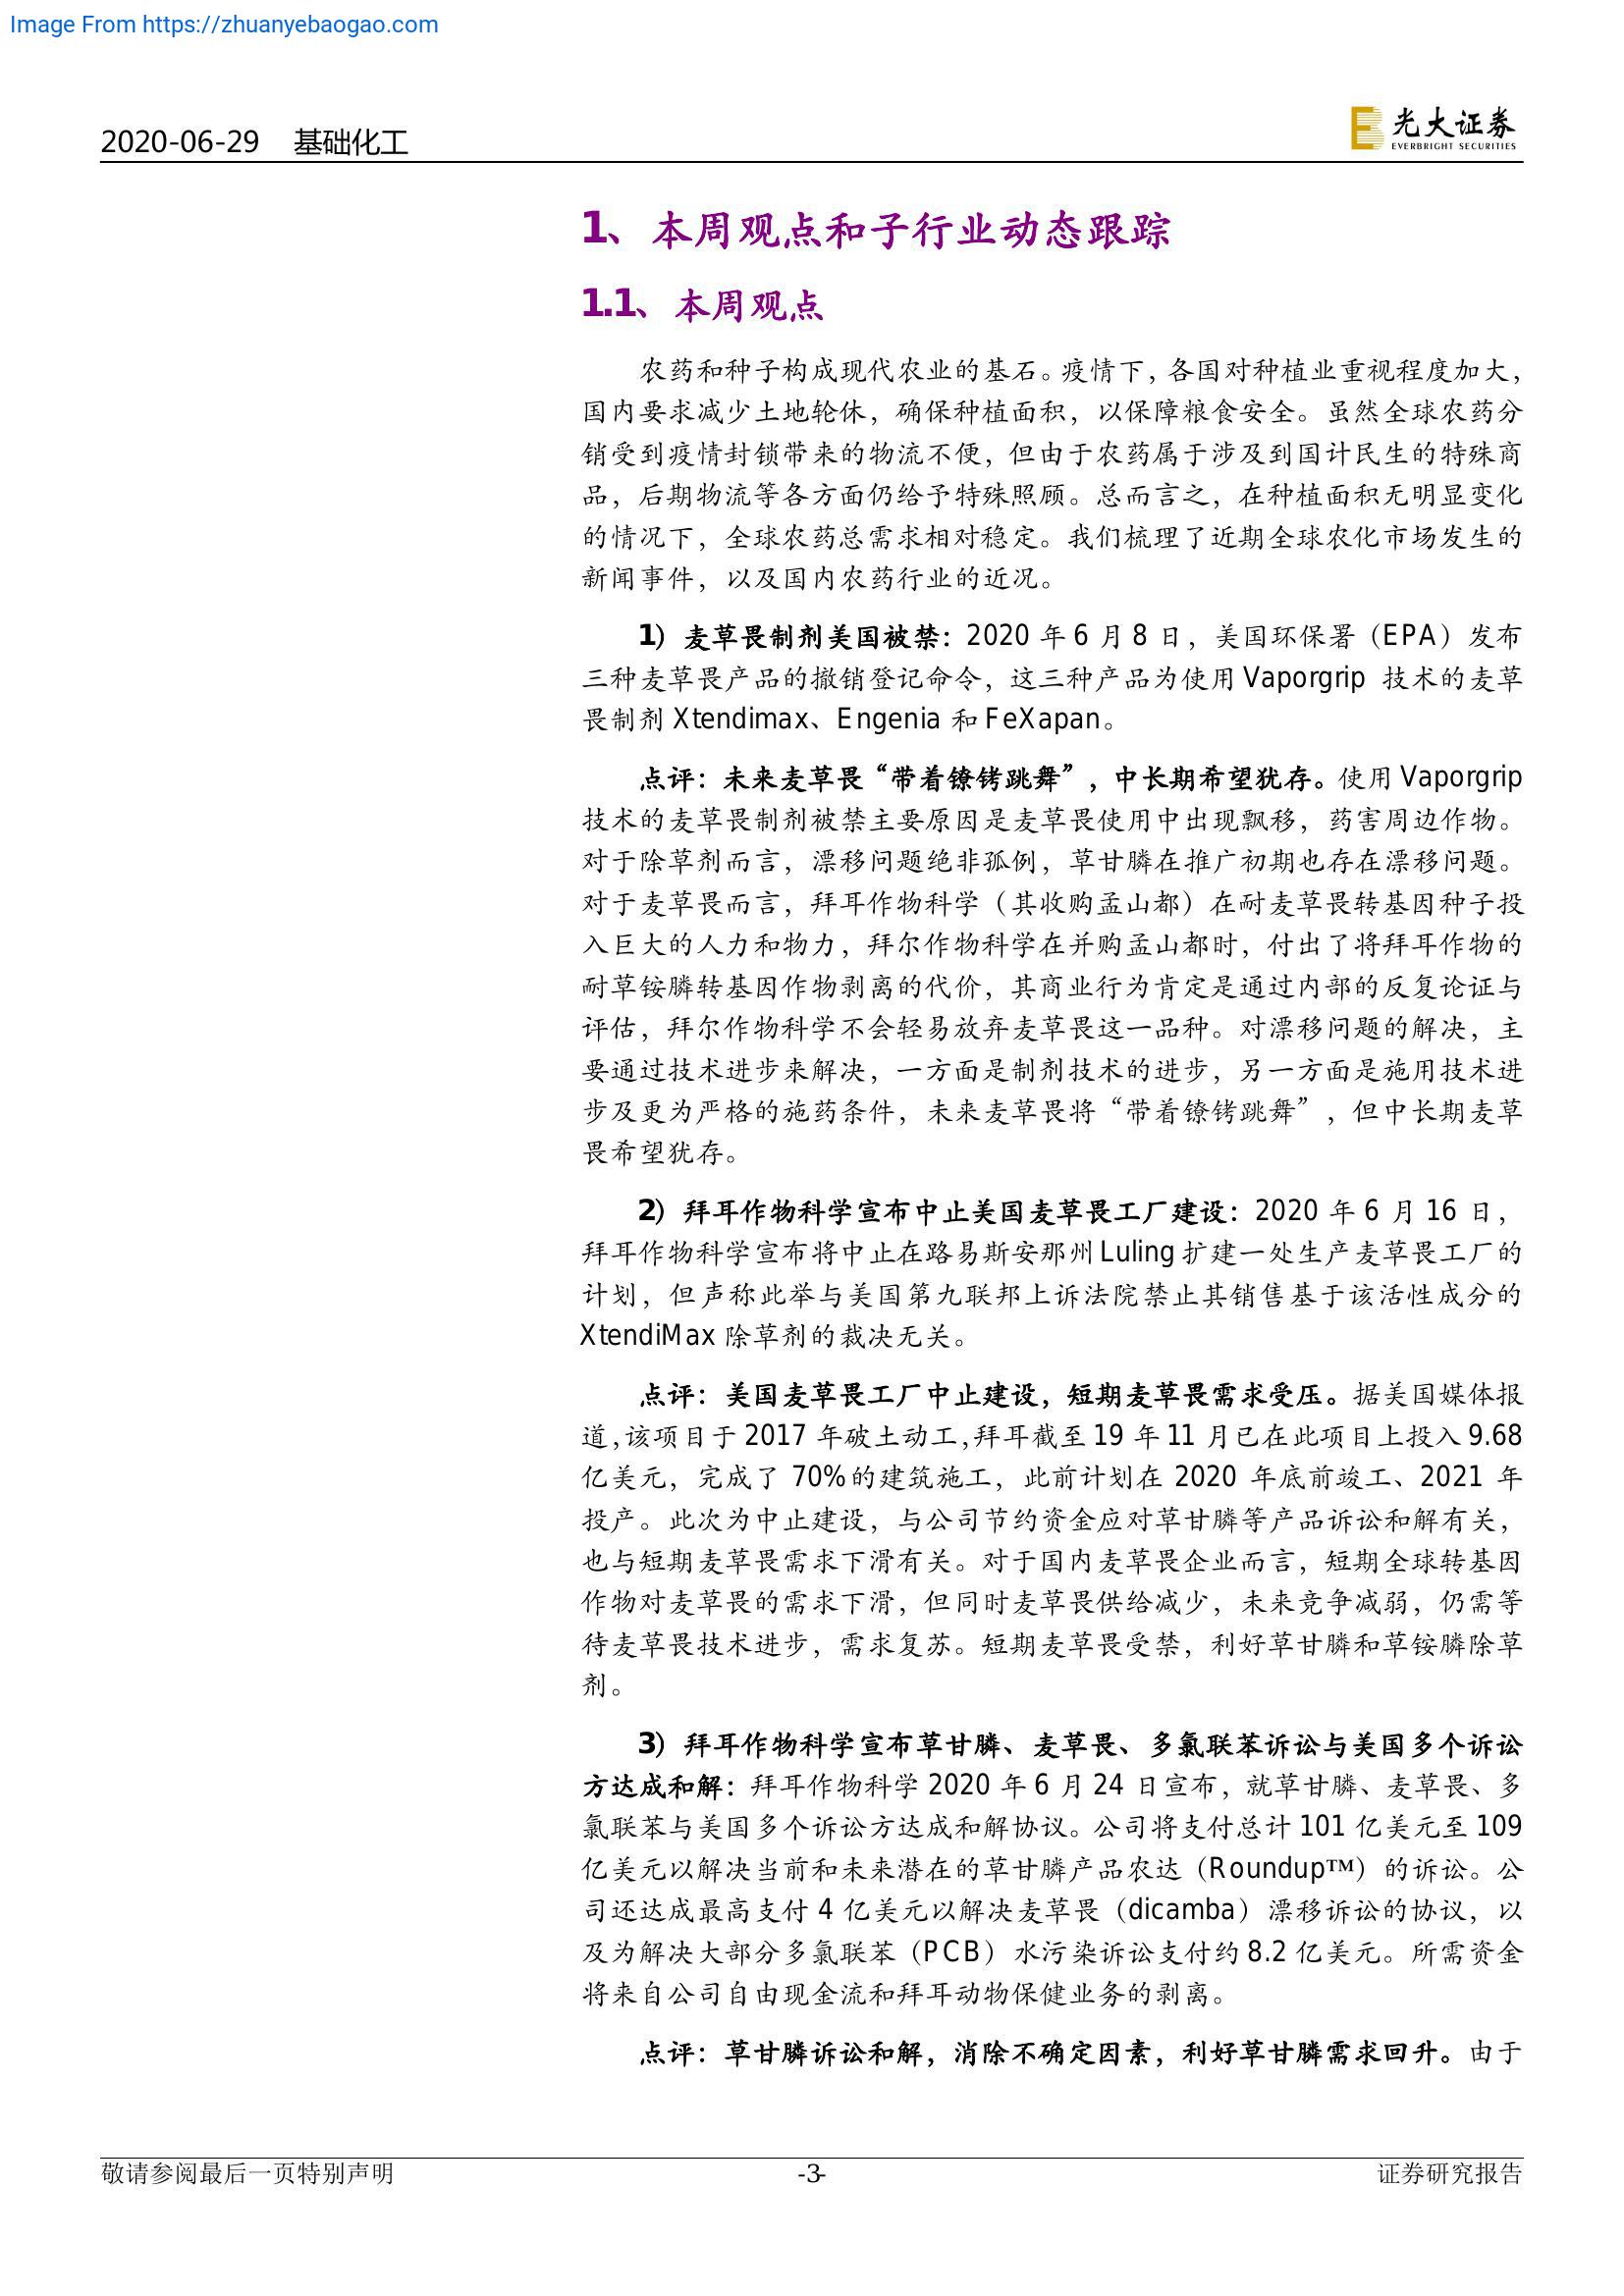 Image From https://zhuanyebaogao.com
2020-06-29 基础化工
光大证券
EVERBRIGHT SECURITIES
1、本周观点和子行业动态跟踪
1.1、本周观点
农药和种子构成现代农业的基石。疫情下，各国对种植业重视程度加大，
国内要求减少土地轮休，确保种植面积，以保障粮食安全。虽然全球农药分
销受到疫情封锁带来的物流不便，但由于农药属于涉及到国计民生的特殊商
品，后期物流等各方面仍给予特殊照顾。总而言之，在种植面积无明显变化
的情况下，全球农药总需求相对稳定。我们梳理了近期全球农化市场发生的
新闻事件，以及国内农药行业的近况。
1）麦草畏制剂美国被禁：2020 年 6 月 8 日，美国环保署（EPA）发布
三种麦草畏产品的撤销登记命令，这三种产品为使用 Vaporgrip 技术的麦草
畏制剂 Xtendimax、Engenia 和 FeXapan。
点评：未来麦草畏“带着镣铐跳舞”，中长期希望犹存。使用 Vaporgrip
技术的麦草畏制剂被禁主要原因是麦草畏使用中出现飘移，药害周边作物。
对于除草剂而言，漂移问题绝非孤例，草甘膦在推广初期也存在漂移问题。
对于麦草畏而言，拜耳作物科学（其收购孟山都）在耐麦草畏转基因种子投
入巨大的人力和物力，拜尔作物科学在并购孟山都时，付出了将拜耳作物的
耐草铵膦转基因作物剥离的代价，其商业行为肯定是通过内部的反复论证与
评估，拜尔作物科学不会轻易放弃麦草畏这一品种。对漂移问题的解决，主
要通过技术进步来解决，一方面是制剂技术的进步，另一方面是施用技术进
步及更为严格的施药条件，未来麦草畏将“带着镣铐跳舞”，但中长期麦草
畏希望犹存。
2）拜耳作物科学宣布中止美国麦草畏工厂建设：2020 年 6 月 16 日，
拜耳作物科学宣布将中止在路易斯安那州 Luling 扩建一处生产麦草畏工厂的
计划，但声称此举与美国第九联邦上诉法院禁止其销售基于该活性成分的
XtendiMax 除草剂的裁决无关。
点评：美国麦草畏工厂中止建设，短期麦草畏需求受压。据美国媒体报
道，该项目于 2017 年破土动工，拜耳截至 19 年 11 月已在此项目上投入 9.68
亿美元，完成了 70%的建筑施工，此前计划在 2020 年底前竣工、2021 年
投产。此次为中止建设，与公司节约资金应对草甘膦等产品诉讼和解有关，
也与短期麦草畏需求下滑有关。对于国内麦草畏企业而言，短期全球转基因
作物对麦草畏的需求下滑，但同时麦草畏供给减少，未来竞争减弱，仍需等
待麦草畏技术进步，需求复苏。短期麦草畏受禁，利好草甘膦和草铵膦除草
剂。
3）拜耳作物科学宣布草甘膦、麦草畏、多氯联苯诉讼与美国多个诉讼
方达成和解：拜耳作物科学 2020 年 6 月 24 日宣布，就草甘膦、麦草畏、多
氯联苯与美国多个诉讼方达成和解协议。公司将支付总计 101 亿美元至 109
亿美元以解决当前和未来潜在的草甘膦产品农达（Roundup™）的诉讼。公
司还达成最高支付 4 亿美元以解决麦草畏（dicamba）漂移诉讼的协议，以
及为解决大部分多氯联苯（PCB）水污染诉讼支付约 8.2 亿美元。所需资金
将来自公司自由现金流和拜耳动物保健业务的剥离。
点评：草甘膦诉讼和解，消除不确定因素，利好草甘膦需求回升。由于
敬请参阅最后一页特别声明
-3-
证券研究报告